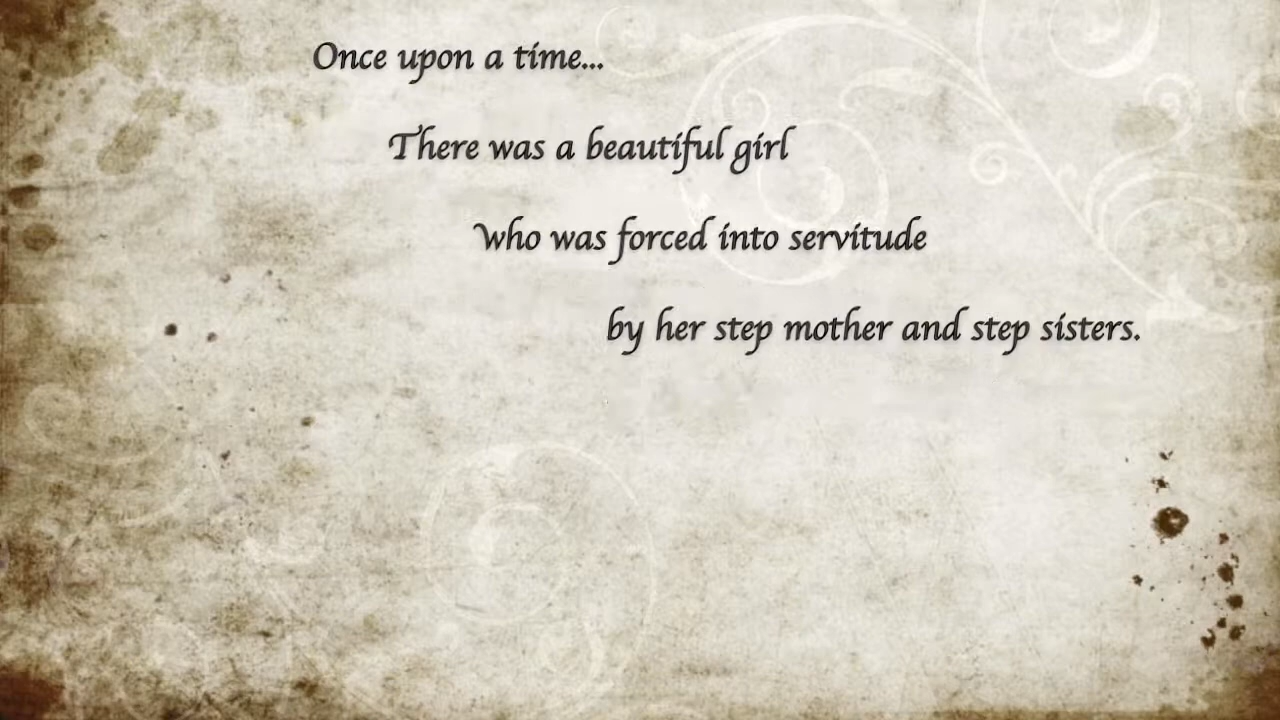 Once upon a time...
There was a beautiful girl
who was forced into servitude
by her step mother and step sisters.